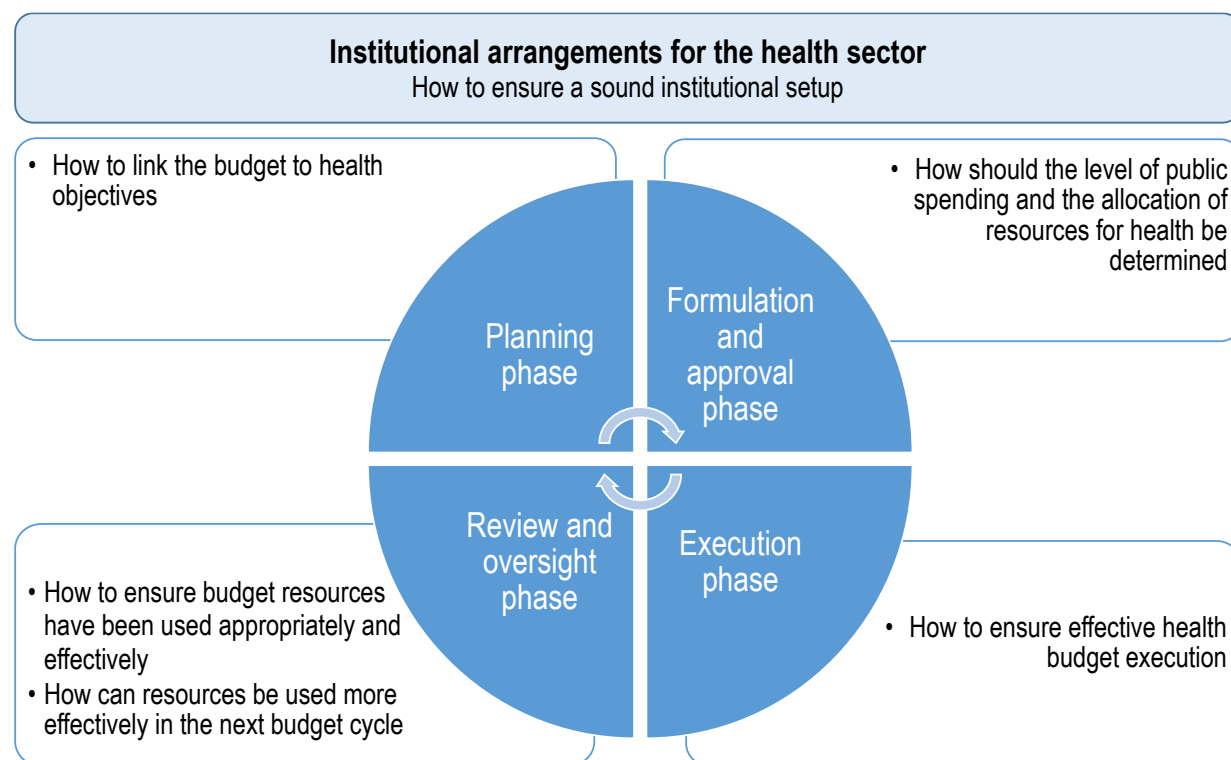 Institutional arrangements for the health sector
How to ensure a sound institutional setup
• How to link the budget to health
objectives
• How should the level of public
spending and the allocation of
resources for health be
determined
Planning
phase
Formulation
and
approval
phase
Review and
oversight
phase
Execution
phase
• How to ensure budget resources
have been used appropriately and
effectively
• How can resources be used more
effectively in the next budget cycle
• How to ensure effective health
budget execution